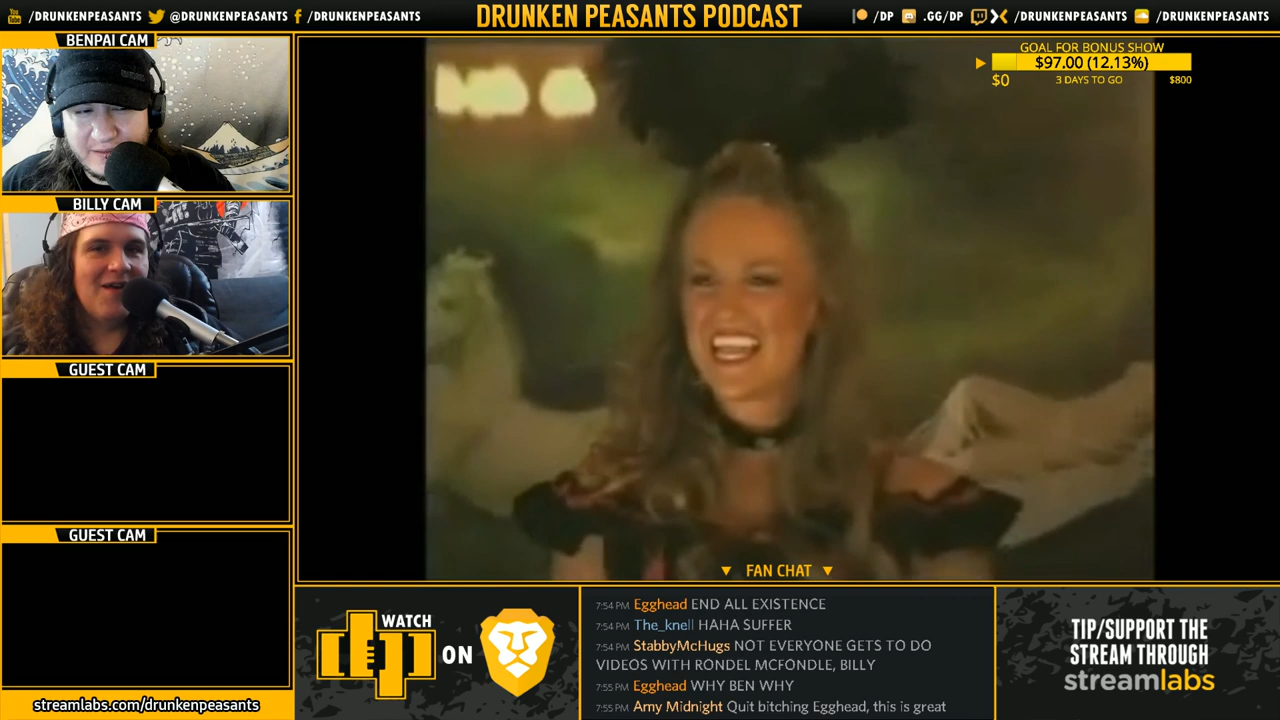 You Tube /DRUNKENPEASANTS @DRUNKENPEASANTS /DRUNKENPEASANTS
DRUNKEN PEASANTS PODCAST
/DP .GG/DP /DRUNKENPEASANTS /DRUNKENPEASANTS
BENPAI CAM
BILLY CAM
GUEST CAM
GUEST CAM
streamlabs.com/drunkenpeasants
GOAL FOR BONUS SHOW
$97.00 (12.13%)
$0 3 DAYS TO GO $800
FAN CHAT
WATCH
ON
7:54 PM Egghead END ALL EXISTENCE
7:54 PM The_knell HAHA SUFFER
7:54 PM StabbyMcHugs NOT EVERYONE GETS TO DO
VIDEOS WITH RONDEL MCFONDLE, BILLY
7:55 PM Egghead WHY BEN WHY
7:55 PM Amy Midnight Quit bitching Egghead, this is great
TIP/SUPPORT THE
STREAM THROUGH
streamlabs